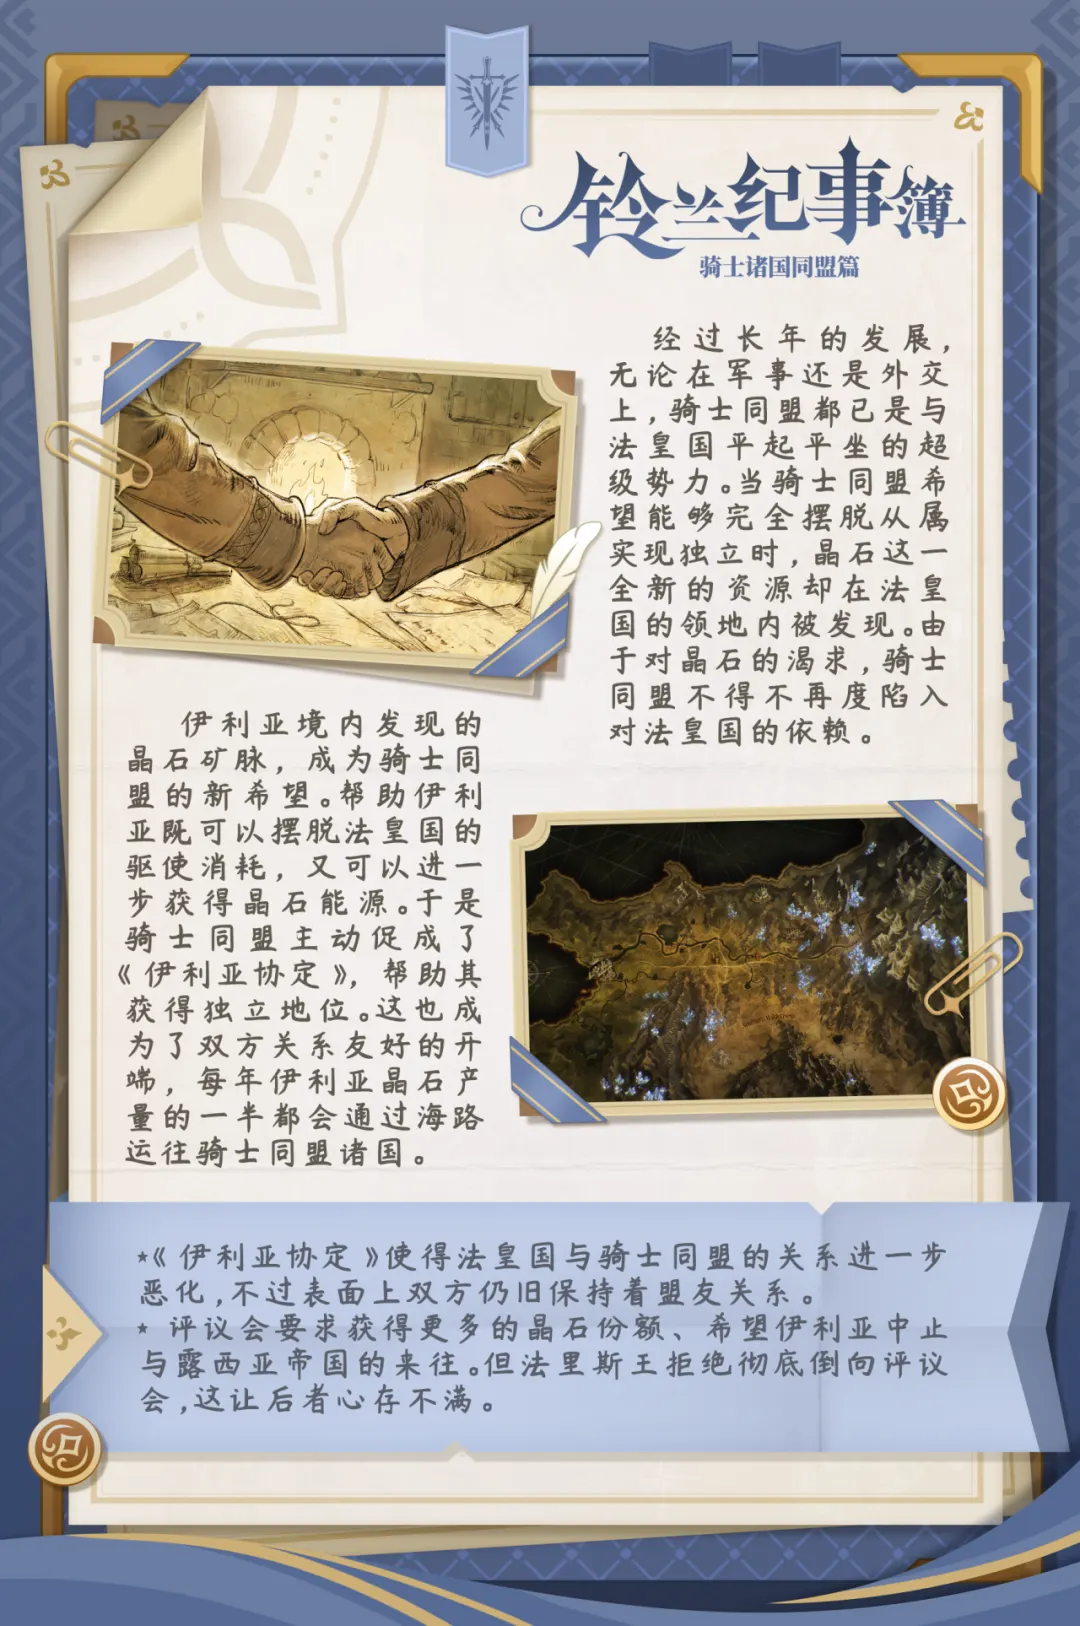 铃兰纪事簿
骑士诸国同盟篇
经过长年的发展，
无论在军事还是外交
上，骑士同盟都已是与
法皇国平起平坐的超
级势力。当骑士同盟希
望能够完全摆脱从属
实现独立时，晶石这一
全新的资源却在法皇
国的领地内被发现。由
于对晶石的渴求，骑士
同盟不得不再度陷入
对法皇国的依赖。
伊利亚境内发现的
晶石矿脉，成为骑士同
盟的新希望。帮助伊利
亚既可以摆脱法皇国的
驱使消耗，又可以进一
步获得晶石能源。于是
骑士同盟主动促成了
《伊利亚协定》，帮助其
获得独立地位。这也成
为了双方关系友好的开
端，每年伊利亚晶石产
量的一半都会通过海路
运往骑士同盟诸国。
★《伊利亚协定》使得法皇国与骑士同盟的关系进一步
恶化，不过表面上双方仍旧保持着盟友关系。
★ 评议会要求获得更多的晶石份额、希望伊利亚中止
与露西亚帝国的来往。但法里斯王拒绝彻底倒向评议
会，这让后者心存不满。